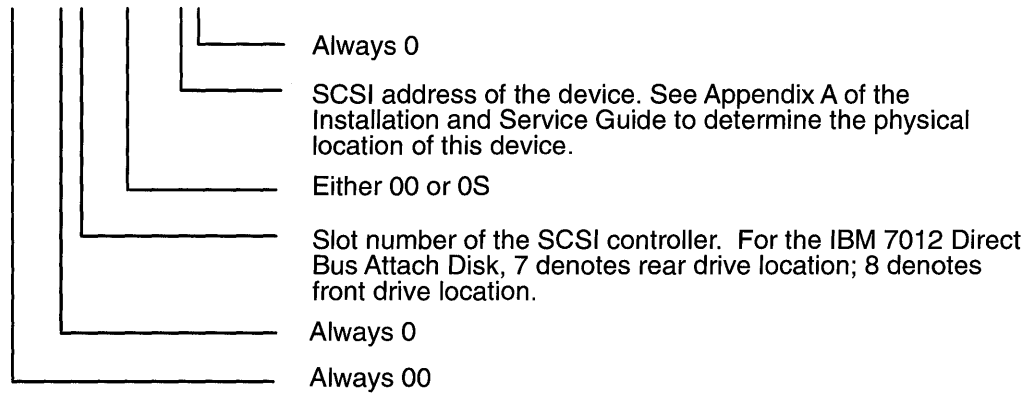 Always 0
SCSI address of the device. See Appendix A of the
Installation and Service Guide to determine the physical
location of this device.
Either 00 or 0S
Slot number of the SCSI controller. For the IBM 7012 Direct
Bus Attach Disk, 7 denotes rear drive location; 8 denotes
front drive location.
Always 0
Always 00